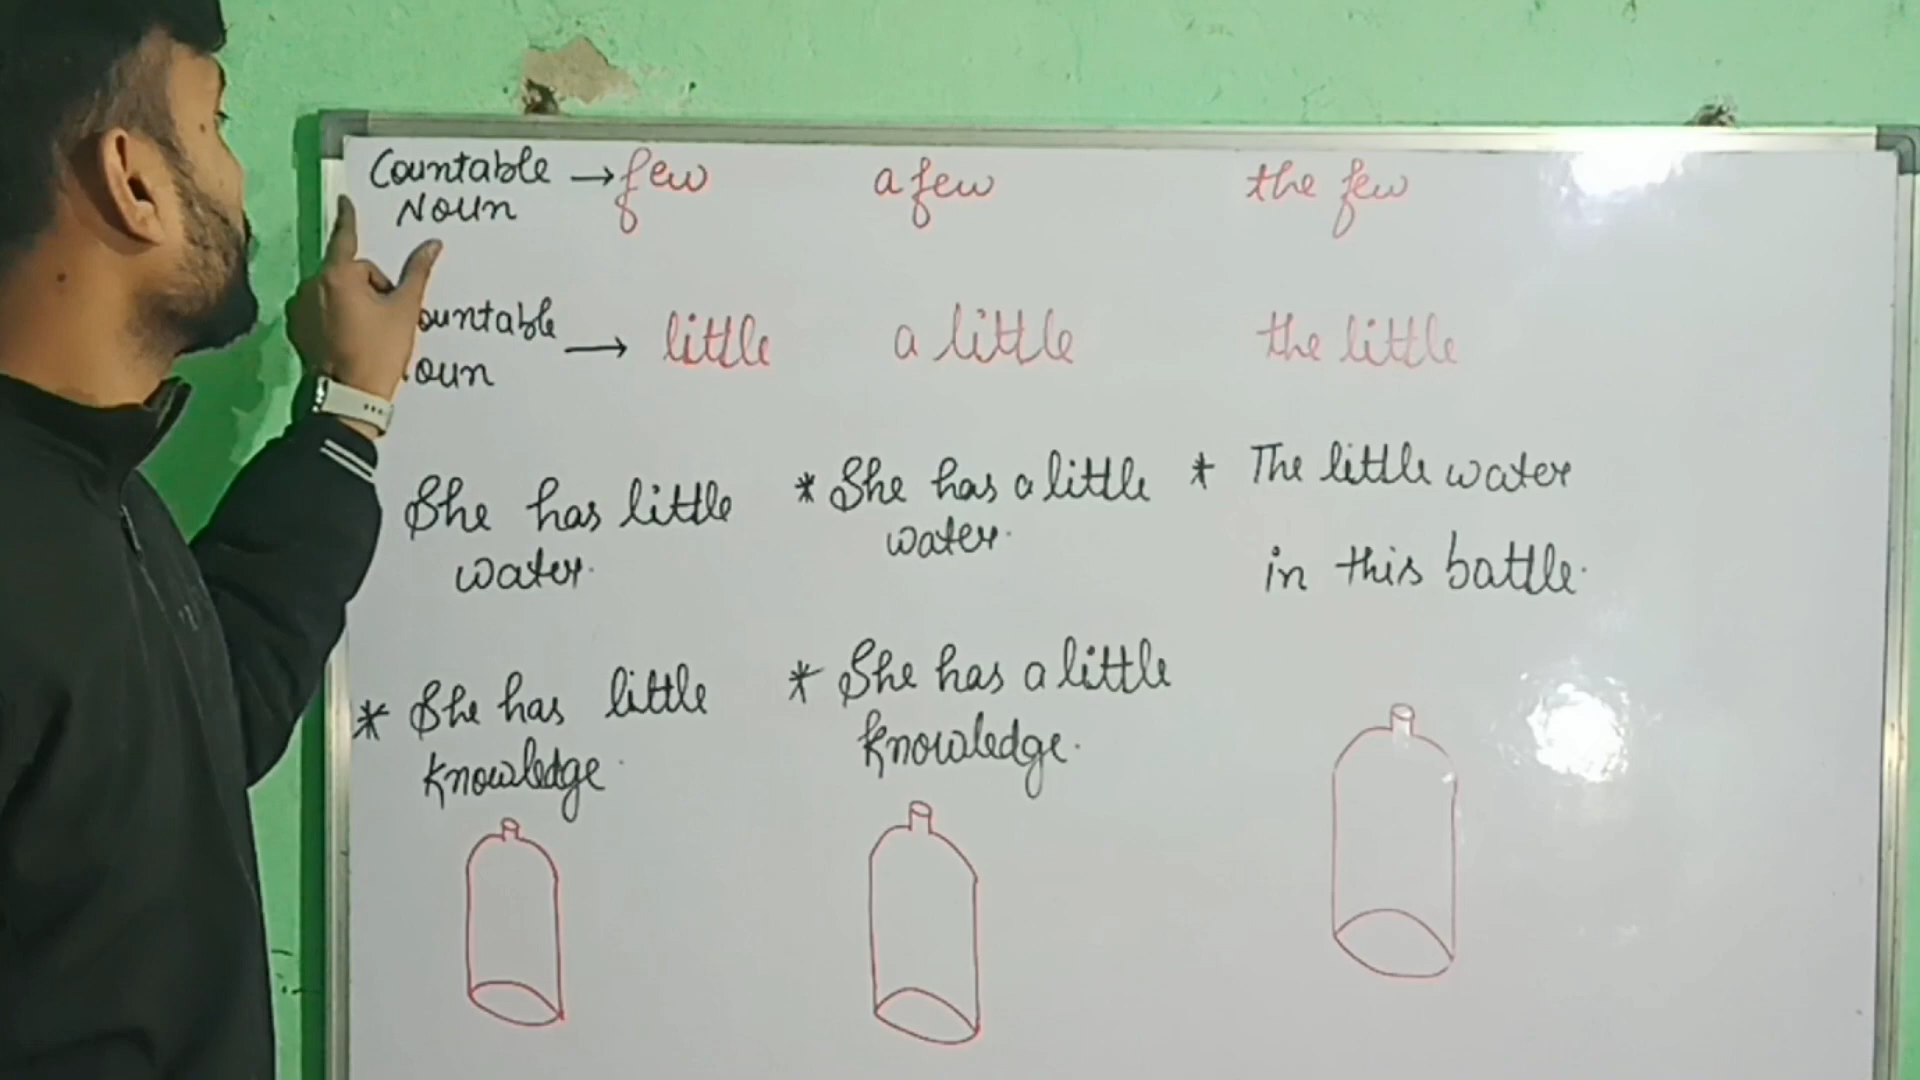 Countable → few a few the few
Noun
ountable → little a little the little
oun
She has little * She has a little * The little water
water. water. in this battle.
* She has little * She has a little
knowledge. knowledge.